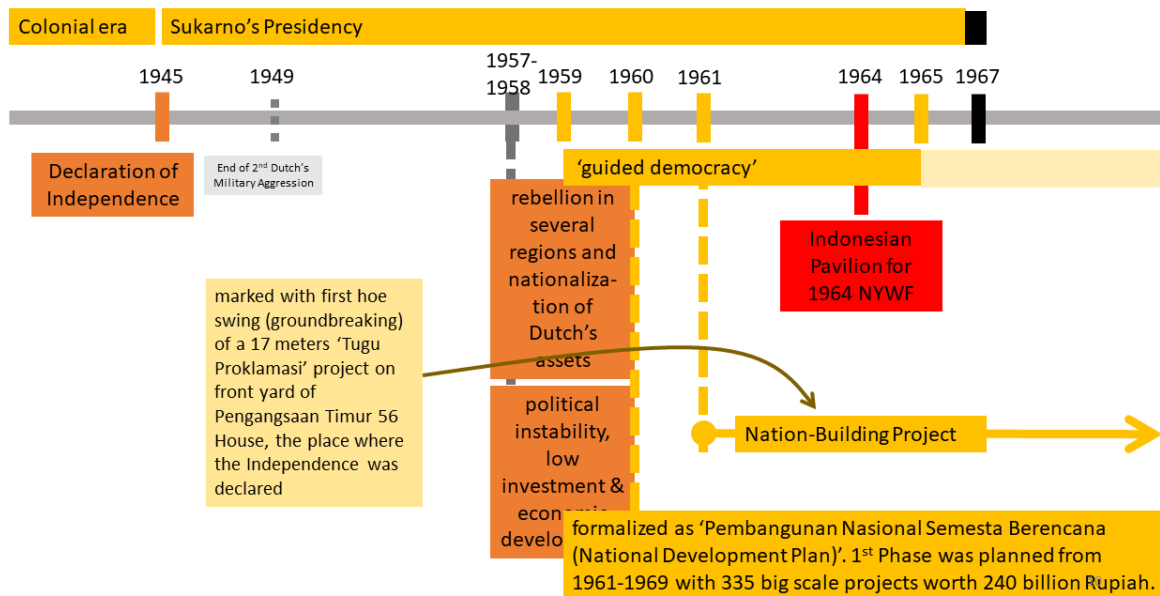 Colonial era
Sukarno's Presidency
1945
1949
1957-
1958
1959
1960
1961
1964
1965
1967
Declaration of
Independence
End of 2nd Dutch's
Military Aggression
'guided democracy'
rebellion in
several
regions and
nationaliza-
tion of
Dutch's
assets
Indonesian
Pavilion for
1964 NYWF
marked with first hoe
swing (groundbreaking)
of a 17 meters 'Tugu
Proklamasi' project on
front yard of
Pengangsaan Timur 56
House, the place where
the Independence was
declared
political
instability,
low
investment &
economic
Nation-Building Project
formalized as 'Pembangunan Nasional Semesta Berencana
(National Development Plan)'. 1st Phase was planned from
1961-1969 with 335 big scale projects worth 240 billion Rupiah.